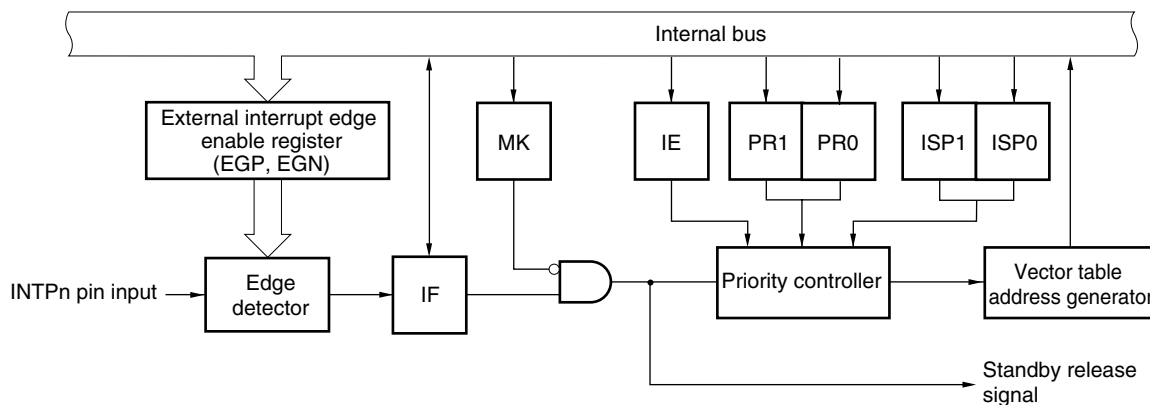 Internal bus
External interrupt edge
enable register
(EGP, EGN)
MK
IE
PR1
PR0
ISP1
ISP0
INTPn pin input
Edge
detector
IF
Priority controller
Vector table
address generator
Standby release
signal